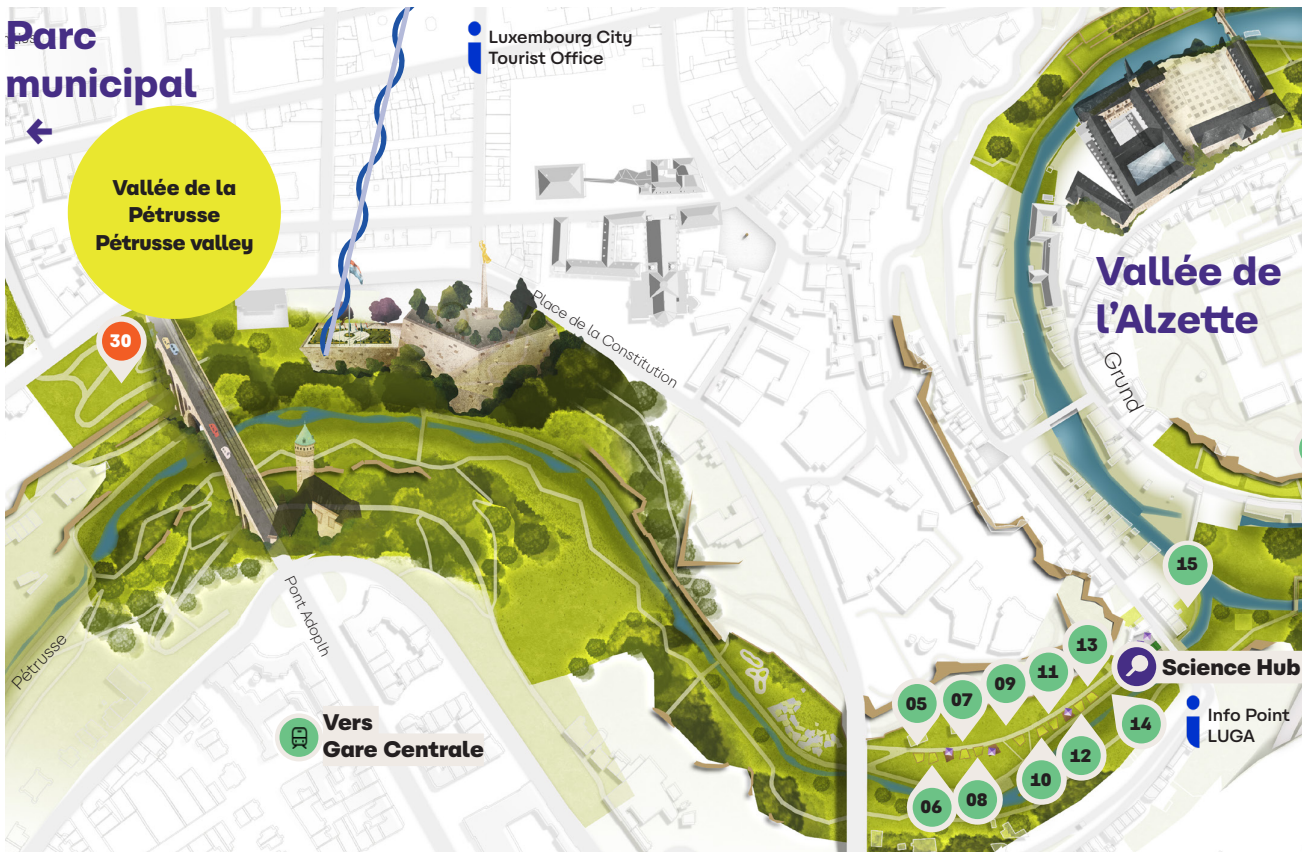 Parc
municipal
Luxembourg City
Tourist Office
Vallée de la
Pétrusse
Pétrusse valley
30
Place de la Constitution
Vallée de
l'Alzette
Grund
Pétrusse
Pont Adoplh
Vers
Gare Centrale
15
13
11
09
07
05
Science Hub
14
Info Point
LUGA
12
10
08
06